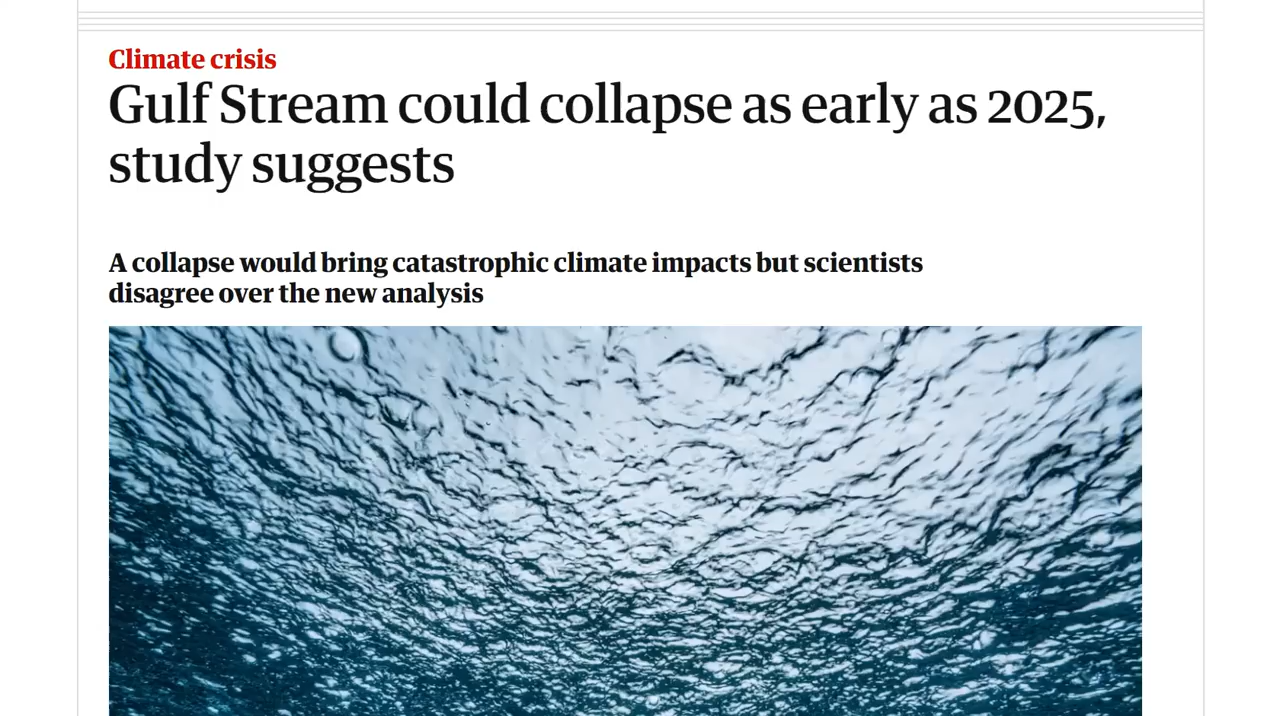 Climate crisis
Gulf Stream could collapse as early as 2025,
study suggests
A collapse would bring catastrophic climate impacts but scientists
disagree over the new analysis